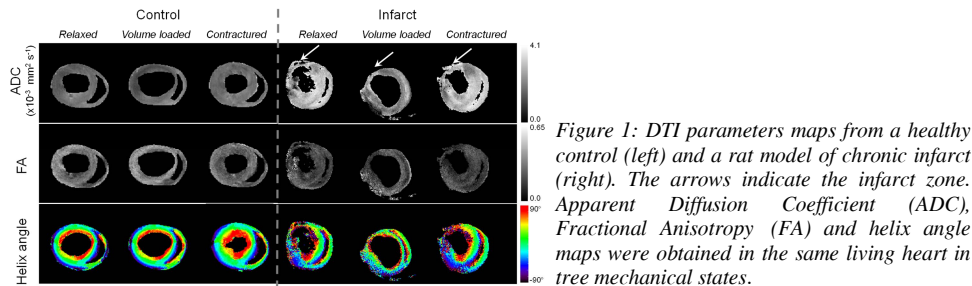 Control
Infarct
Relaxed
Volume loaded
Contractured
Relaxed
Volume loaded
Contractured
ADC
(x10-3 mm2 s-1)
4.1
0.0
FA
0.65
0.0
Helix angle
90°
-90°
Figure 1: DTI parameters maps from a healthy
control (left) and a rat model of chronic infarct
(right). The arrows indicate the infarct zone.
Apparent Diffusion Coefficient (ADC),
Fractional Anisotropy (FA) and helix angle
maps were obtained in the same living heart in
tree mechanical states.